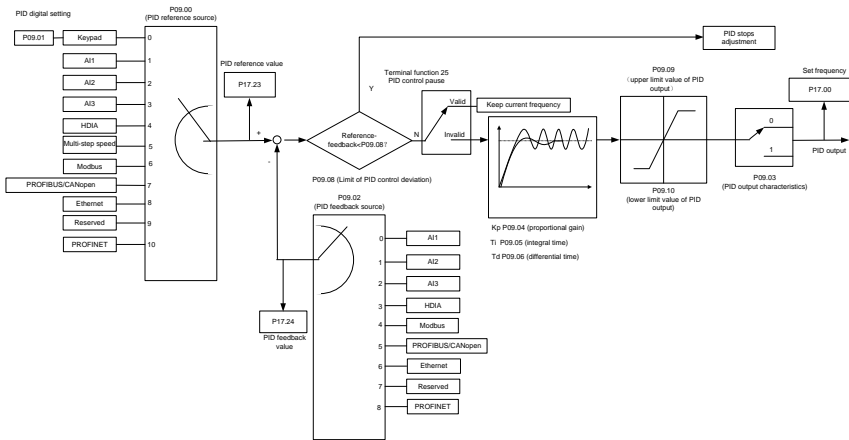 PID digital setting
P09.00
(PID reference source)
P09.01
Keypad
0
AI1
1
AI2
2
AI3
3
HDIA
4
Multi-step speed
5
Modbus
6
PROFIBUS/CANopen
7
Ethernet
8
Reserved
9
PROFINET
10
PID reference value
P17.23
+
-
Reference-
feedback<P09.08?
Y
N
P09.08 (Limit of PID control deviation)
PID stops
adjustment
Terminal function 25
PID control pause
Valid
Invalid
Keep current frequency
Kp P09.04 (proportional gain)
Ti P09.05 (integral time)
Td P09.06 (differential time)
P09.09
(upper limit value of PID
output)
P09.10
(lower limit value of PID
output)
0
1
P09.03
(PID output characteristics)
Set frequency
P17.00
PID output
P09.02
(PID feedback source)
0
AI1
1
AI2
2
AI3
3
HDIA
4
Modbus
5
PROFIBUS/CANopen
6
Ethernet
7
Reserved
8
PROFINET
P17.24
PID feedback
value